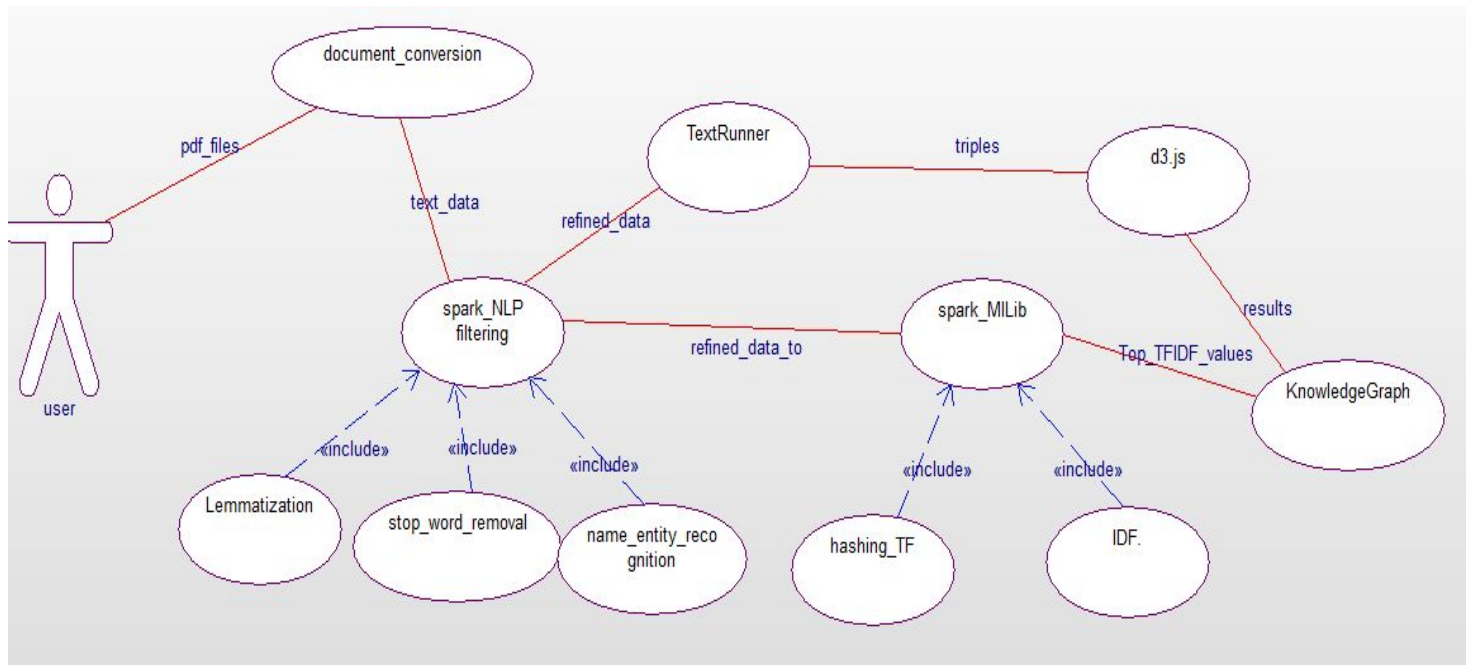 document_conversion
pdf_files
TextRunner
triples
d3.js
text_data
refined_data
user
spark_NLP
filtering
refined_data_to
spark_MlLib
Top_TFIDF_values
results
KnowledgeGraph
«include»
«include»
«include»
«include»
«include»
Lemmatization
stop_word_removal
name_entity_reco
gnition
hashing_TF
IDF.